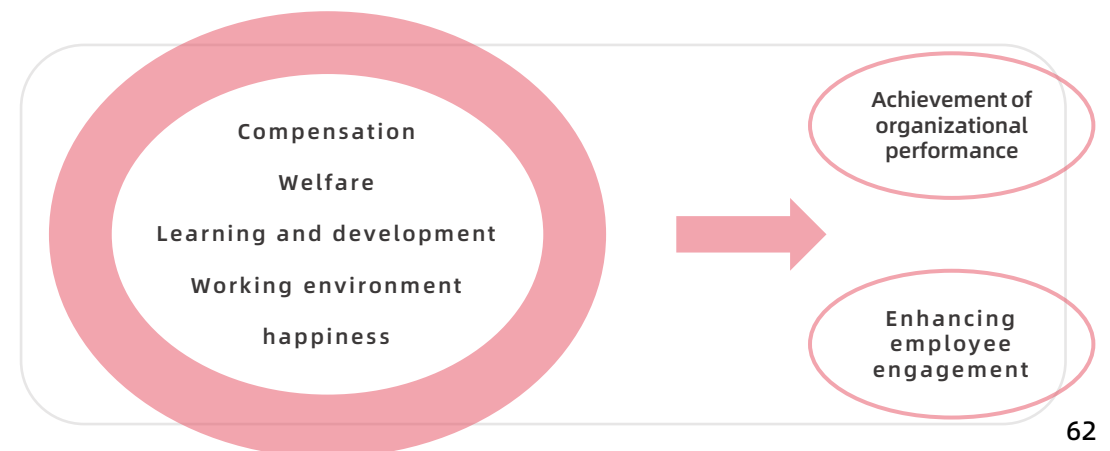 Compensation
Welfare
Learning and development
Working environment
happiness
Achievement of
organizational
performance
Enhancing
employee
engagement
62